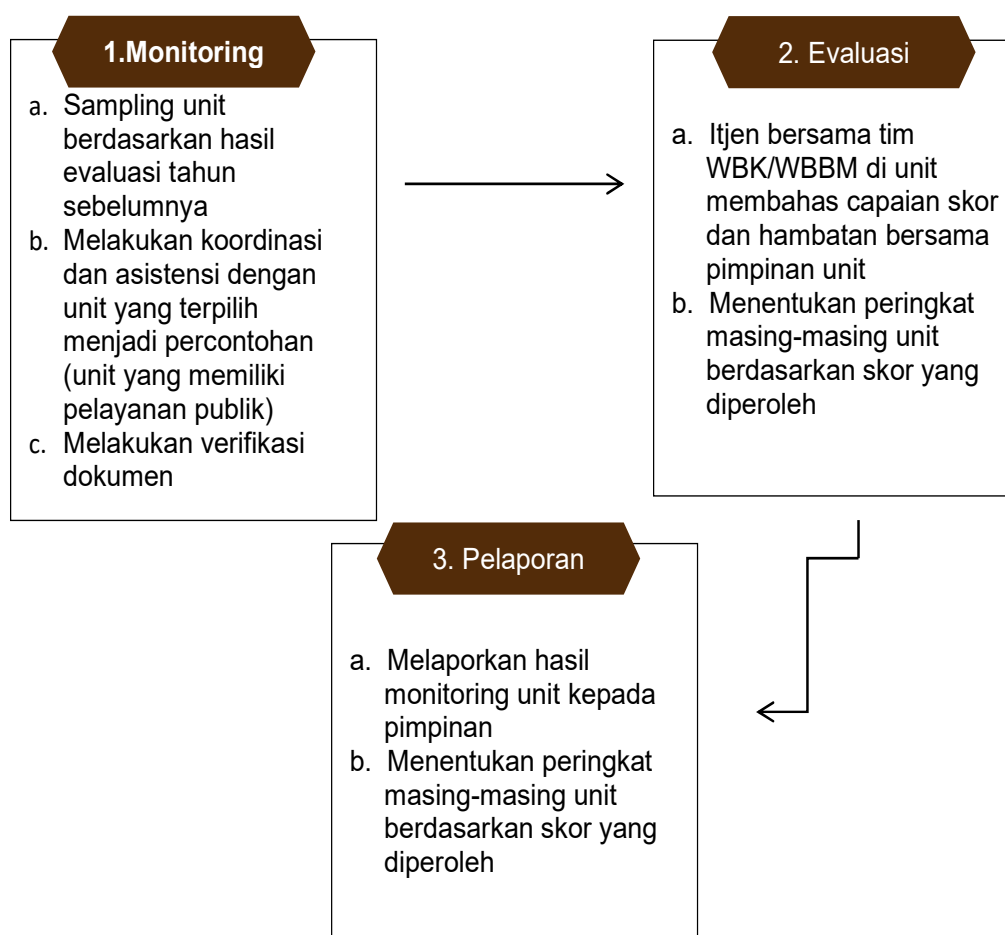 1.Monitoring
a. Sampling unit
berdasarkan hasil
evaluasi tahun
sebelumnya
b. Melakukan koordinasi
dan asistensi dengan
unit yang terpilih
menjadi percontohan
(unit yang memiliki
pelayanan publik)
c. Melakukan verifikasi
dokumen
2. Evaluasi
a. Itjen bersama tim
WBK/WBBM di unit
membahas capaian skor
dan hambatan bersama
pimpinan unit
b. Menentukan peringkat
masing-masing unit
berdasarkan skor yang
diperoleh
3. Pelaporan
a. Melaporkan hasil
monitoring unit kepada
pimpinan
b. Menentukan peringkat
masing-masing unit
berdasarkan skor yang
diperoleh